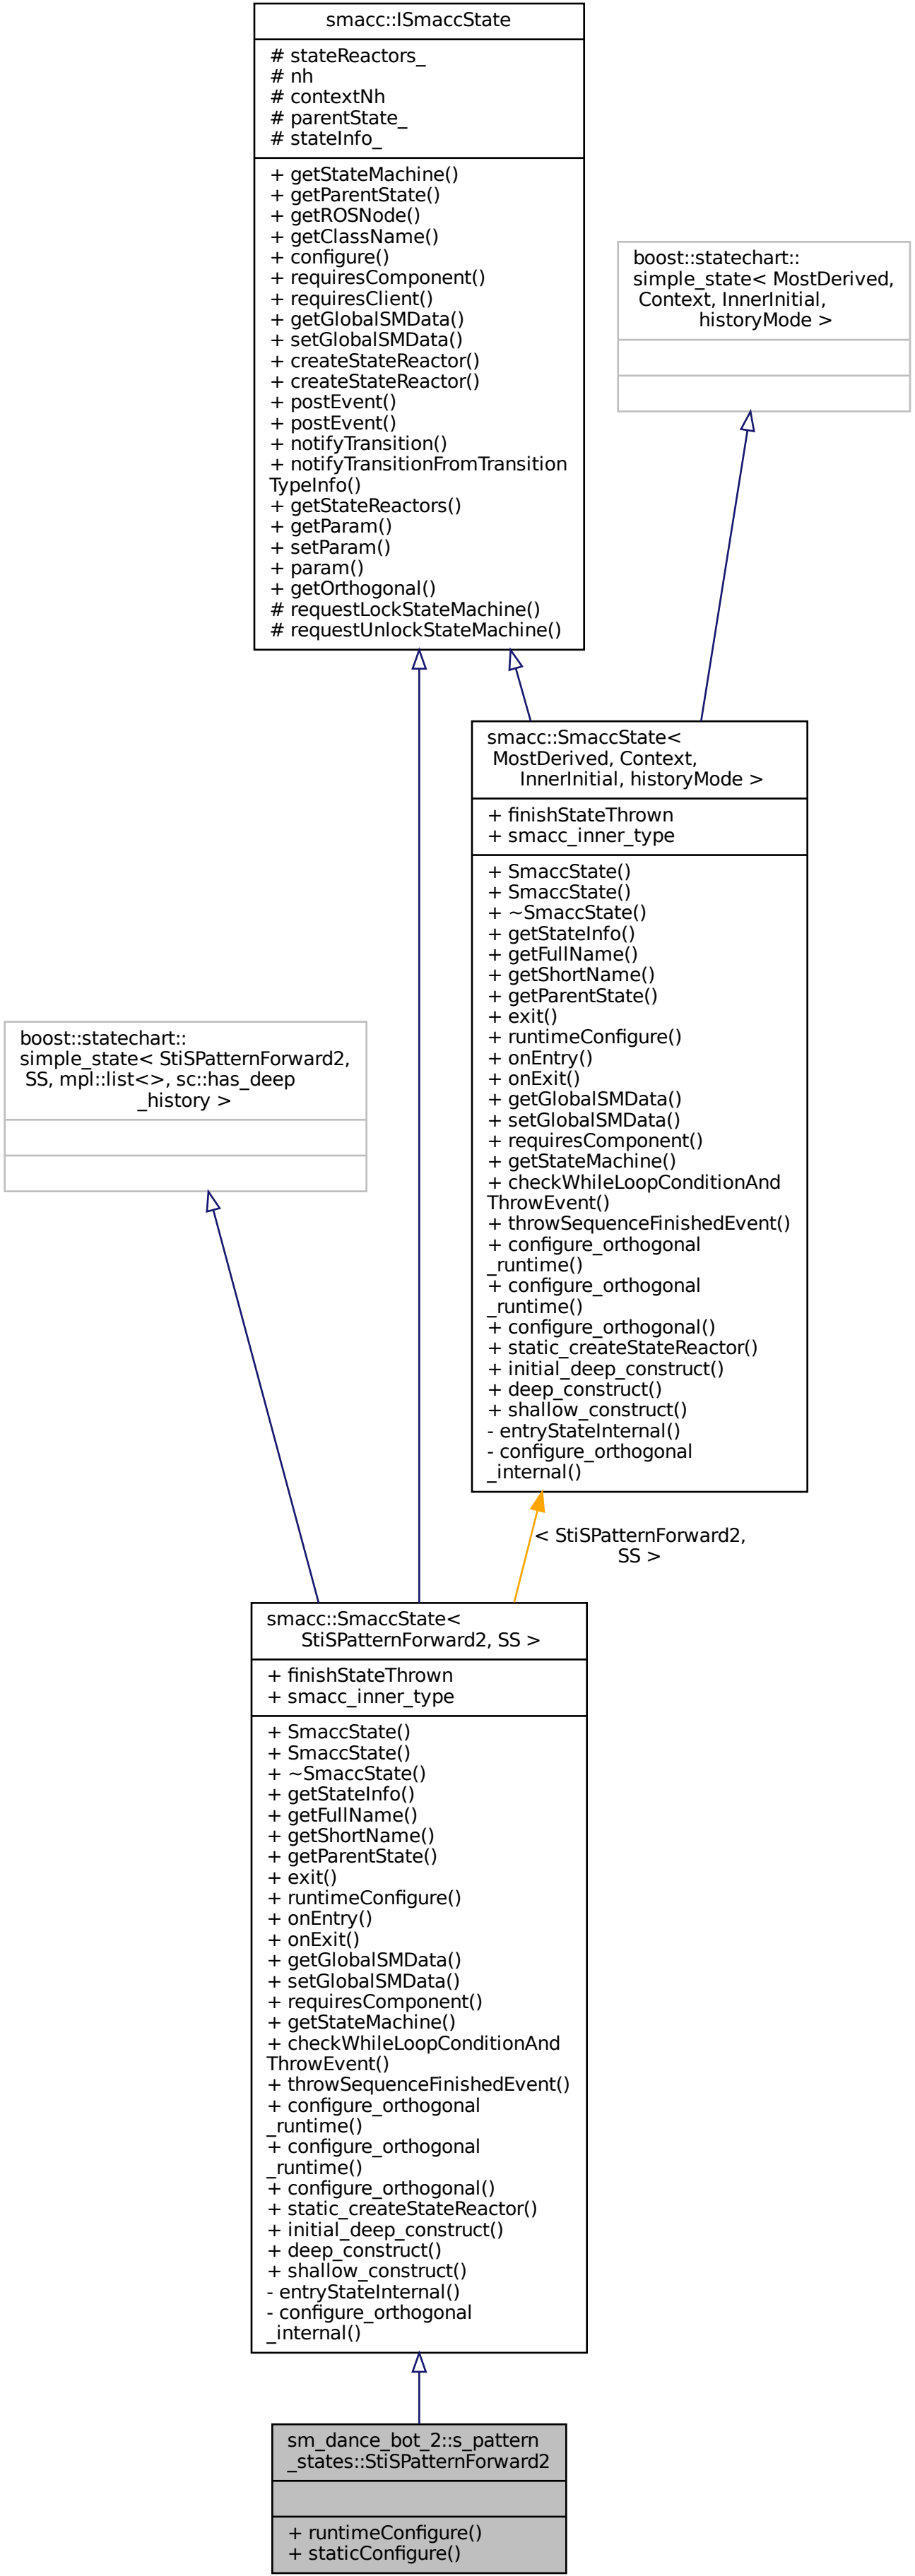 smacc::ISmaccState
# stateReactors_
# nh
# contextNh
# parentState_
# stateInfo_
+ getStateMachine()
+ getParentState()
+ getROSNode()
+ getClassName()
+ configure()
+ requiresComponent()
+ requiresClient()
+ getGlobalSMData()
+ setGlobalSMData()
+ createStateReactor()
+ createStateReactor()
+ postEvent()
+ postEvent()
+ notifyTransition()
+ notifyTransitionFromTransition
TypeInfo()
+ getStateReactors()
+ getParam()
+ setParam()
+ param()
+ getOrthogonal()
# requestLockStateMachine()
# requestUnlockStateMachine()
boost::statechart::
simple_state< MostDerived,
Context, InnerInitial,
historyMode >
smacc::SmaccState<
MostDerived, Context,
InnerInitial, historyMode >
+ finishStateThrown
+ smacc_inner_type
+ SmaccState()
+ SmaccState()
+ ~SmaccState()
+ getStateInfo()
+ getFullName()
+ getShortName()
+ getParentState()
+ exit()
+ runtimeConfigure()
+ onEntry()
+ onExit()
+ getGlobalSMData()
+ setGlobalSMData()
+ requiresComponent()
+ getStateMachine()
+ checkWhileLoopConditionAnd
ThrowEvent()
+ throwSequenceFinishedEvent()
+ configure_orthogonal
_runtime()
+ configure_orthogonal
_runtime()
+ configure_orthogonal()
+ static_createStateReactor()
+ initial_deep_construct()
+ deep_construct()
+ shallow_construct()
- entryStateInternal()
- configure_orthogonal
_internal()
boost::statechart::
simple_state< StiSPatternForward2,
SS, mpl::list<>, sc::has_deep
_history >
< StiSPatternForward2,
SS >
smacc::SmaccState<
StiSPatternForward2, SS >
+ finishStateThrown
+ smacc_inner_type
+ SmaccState()
+ SmaccState()
+ ~SmaccState()
+ getStateInfo()
+ getFullName()
+ getShortName()
+ getParentState()
+ exit()
+ runtimeConfigure()
+ onEntry()
+ onExit()
+ getGlobalSMData()
+ setGlobalSMData()
+ requiresComponent()
+ getStateMachine()
+ checkWhileLoopConditionAnd
ThrowEvent()
+ throwSequenceFinishedEvent()
+ configure_orthogonal
_runtime()
+ configure_orthogonal
_runtime()
+ configure_orthogonal()
+ static_createStateReactor()
+ initial_deep_construct()
+ deep_construct()
+ shallow_construct()
- entryStateInternal()
- configure_orthogonal
_internal()
sm_dance_bot_2::s_pattern
_states::StiSPatternForward2
+ runtimeConfigure()
+ staticConfigure()